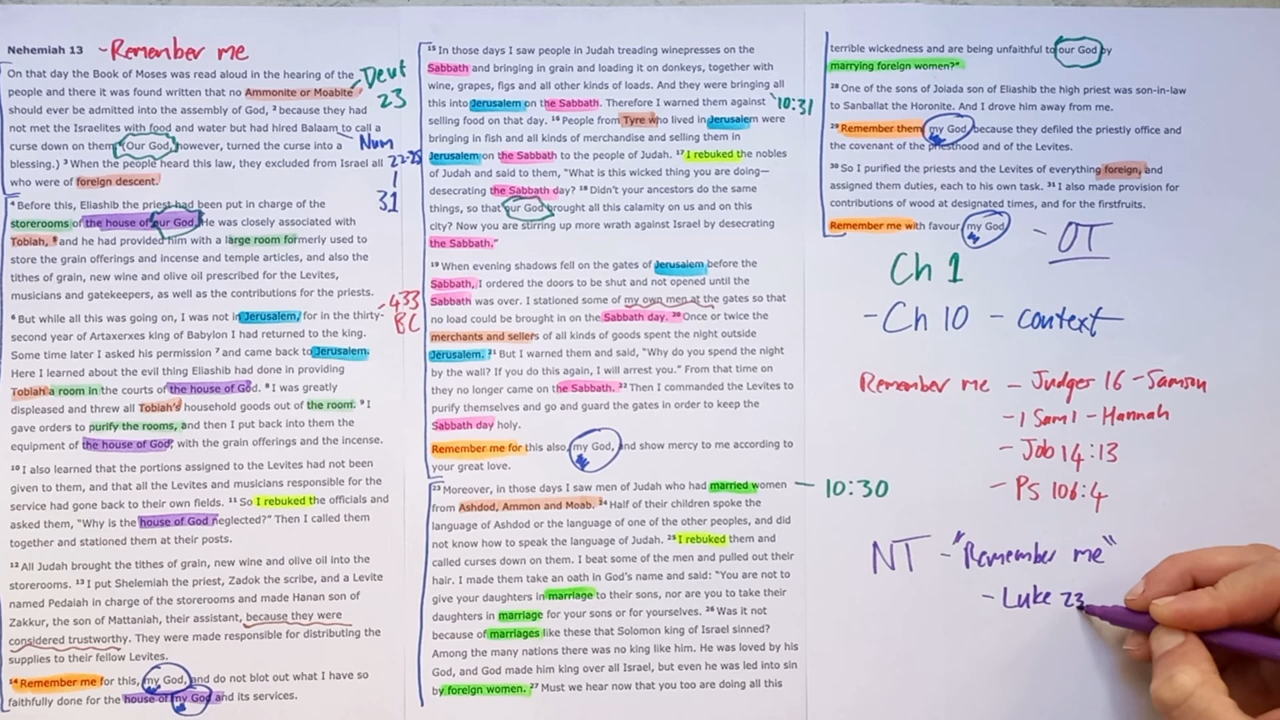 Nehemiah 13 - Remember me
On that day the Book of Moses was read aloud in the hearing of the
people and there it was found written that no Ammonite or Moabite
should ever be admitted into the assembly of God, ² because they had
not met the Israelites with food and water but had hired Balaam to call a
curse down on them. (Our God, however, turned the curse into a
blessing.) ³ When the people heard this law, they excluded from Israel all
who were of foreign descent.
Deut
23
Num
22-25
31
⁴ Before this, Eliashib the priest had been put in charge of the
storerooms of the house of our God. He was closely associated with
Tobiah, ⁵ and he had provided him with a large room formerly used to
store the grain offerings and incense and temple articles, and also the
tithes of grain, new wine and olive oil prescribed for the Levites,
musicians and gatekeepers, as well as the contributions for the priests.
⁶ But while all this was going on, I was not in Jerusalem, for in the thirty-
second year of Artaxerxes king of Babylon I had returned to the king.
Some time later I asked his permission ⁷ and came back to Jerusalem.
Here I learned about the evil thing Eliashib had done in providing
Tobiah a room in the courts of the house of God. ⁸ I was greatly
displeased and threw all Tobiah's household goods out of the room. ⁹ I
gave orders to purify the rooms, and then I put back into them the
equipment of the house of God, with the grain offerings and the incense.
-433
BC
¹⁰ I also learned that the portions assigned to the Levites had not been
given to them, and that all the Levites and musicians responsible for the
service had gone back to their own fields. ¹¹ So I rebuked the officials and
asked them, "Why is the house of God neglected?" Then I called them
together and stationed them at their posts.
¹² All Judah brought the tithes of grain, new wine and olive oil into the
storerooms. ¹³ I put Shelemiah the priest, Zadok the scribe, and a Levite
named Pedaiah in charge of the storerooms and made Hanan son of
Zakkur, the son of Mattaniah, their assistant, because they were
considered trustworthy. They were made responsible for distributing the
supplies to their fellow Levites.
¹⁴ Remember me for this, my God, and do not blot out what I have so
faithfully done for the house of my God and its services.
¹⁵ In those days I saw people in Judah treading winepresses on the
Sabbath and bringing in grain and loading it on donkeys, together with
wine, grapes, figs and all other kinds of loads. And they were bringing all
this into Jerusalem on the Sabbath. Therefore I warned them against
selling food on that day. ¹⁶ People from Tyre who lived in Jerusalem were
bringing in fish and all kinds of merchandise and selling them in
Jerusalem on the Sabbath to the people of Judah. ¹⁷ I rebuked the nobles
of Judah and said to them, "What is this wicked thing you are doing—
desecrating the Sabbath day? ¹⁸ Didn't your ancestors do the same
things, so that our God brought all this calamity on us and on this
city? Now you are stirring up more wrath against Israel by desecrating
the Sabbath."
10:31
¹⁹ When evening shadows fell on the gates of Jerusalem before the
Sabbath, I ordered the doors to be shut and not opened until the
Sabbath was over. I stationed some of my own men at the gates so that
no load could be brought in on the Sabbath day. ²⁰ Once or twice the
merchants and sellers of all kinds of goods spent the night outside
Jerusalem. ²¹ But I warned them and said, "Why do you spend the night
by the wall? If you do this again, I will arrest you." From that time on
they no longer came on the Sabbath. ²² Then I commanded the Levites to
purify themselves and go and guard the gates in order to keep the
Sabbath day holy.
Remember me for this also, my God, and show mercy to me according to
your great love.
²³ Moreover, in those days I saw men of Judah who had married women - 10:30
from Ashdod, Ammon and Moab. ²⁴ Half of their children spoke the
language of Ashdod or the language of one of the other peoples, and did
not know how to speak the language of Judah. ²⁵ I rebuked them and
called curses down on them. I beat some of the men and pulled out their
hair. I made them take an oath in God's name and said: "You are not to
give your daughters in marriage to their sons, nor are you to take their
daughters in marriage for your sons or for yourselves. ²⁶ Was it not
because of marriages like these that Solomon king of Israel sinned?
Among the many nations there was no king like him. He was loved by his
God, and God made him king over all Israel, but even he was led into sin
by foreign women. ²⁷ Must we hear now that you too are doing all this
terrible wickedness and are being unfaithful to our God by
marrying foreign women?"
²⁸ One of the sons of Joiada son of Eliashib the high priest was son-in-law
to Sanballat the Horonite. And I drove him away from me.
²⁹ Remember them, my God, because they defiled the priestly office and
the covenant of the priesthood and of the Levites.
³⁰ So I purified the priests and the Levites of everything foreign, and
assigned them duties, each to his own task. ³¹ I also made provision for
contributions of wood at designated times, and for the firstfruits.
Remember me with favour, my God.
- OT
Ch 1
- Ch 10 - context
Remember me - Judges 16 - Samson
- 1 Sam 1 - Hannah
- Job 14:13
- Ps 106:4
NT - "Remember me"
- Luke 23